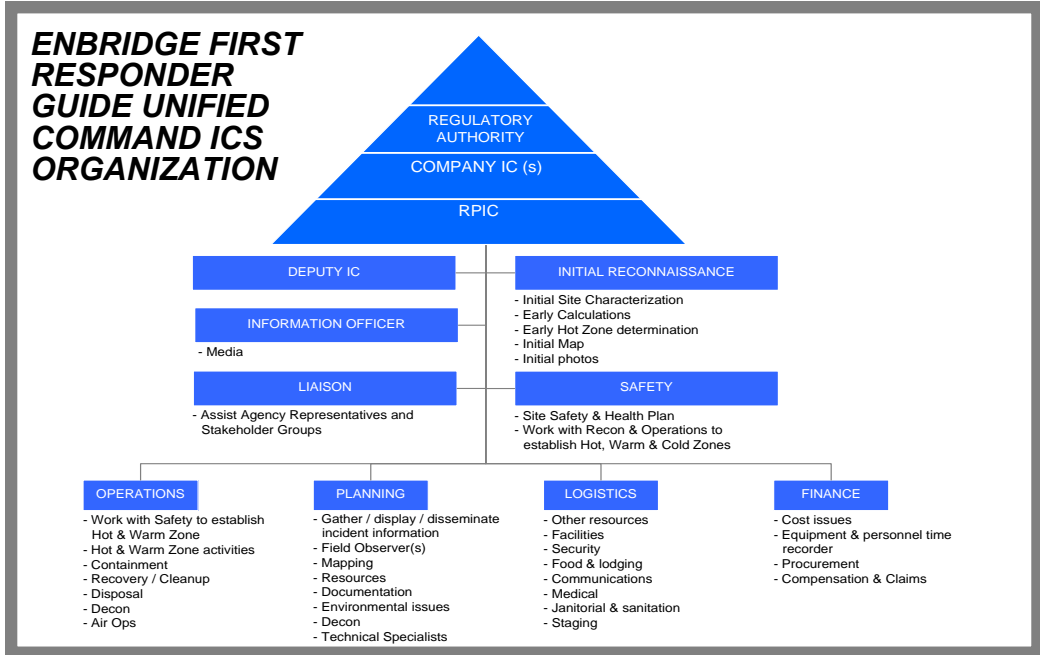 ENBRIDGE FIRST
RESPONDER
GUIDE UNIFIED
COMMAND ICS
ORGANIZATION
REGULATORY
AUTHORITY
COMPANY IC (s)
RPIC
DEPUTY IC
INITIAL RECONNAISSANCE
- Initial Site Characterization
- Early Calculations
- Early Hot Zone determination
- Initial Map
- Initial photos
INFORMATION OFFICER
- Media
LIAISON
- Assist Agency Representatives and
Stakeholder Groups
SAFETY
- Site Safety & Health Plan
- Work with Recon & Operations to
establish Hot, Warm & Cold Zones
OPERATIONS
- Work with Safety to establish
Hot & Warm Zone
- Hot & Warm Zone activities
- Containment
- Recovery / Cleanup
- Disposal
- Decon
- Air Ops
PLANNING
- Gather / display / disseminate
incident information
- Field Observer(s)
- Mapping
- Resources
- Documentation
- Environmental issues
- Decon
- Technical Specialists
LOGISTICS
- Other resources
- Facilities
- Security
- Food & lodging
- Communications
- Medical
- Janitorial & sanitation
- Staging
FINANCE
- Cost issues
- Equipment & personnel time
recorder
- Procurement
- Compensation & Claims